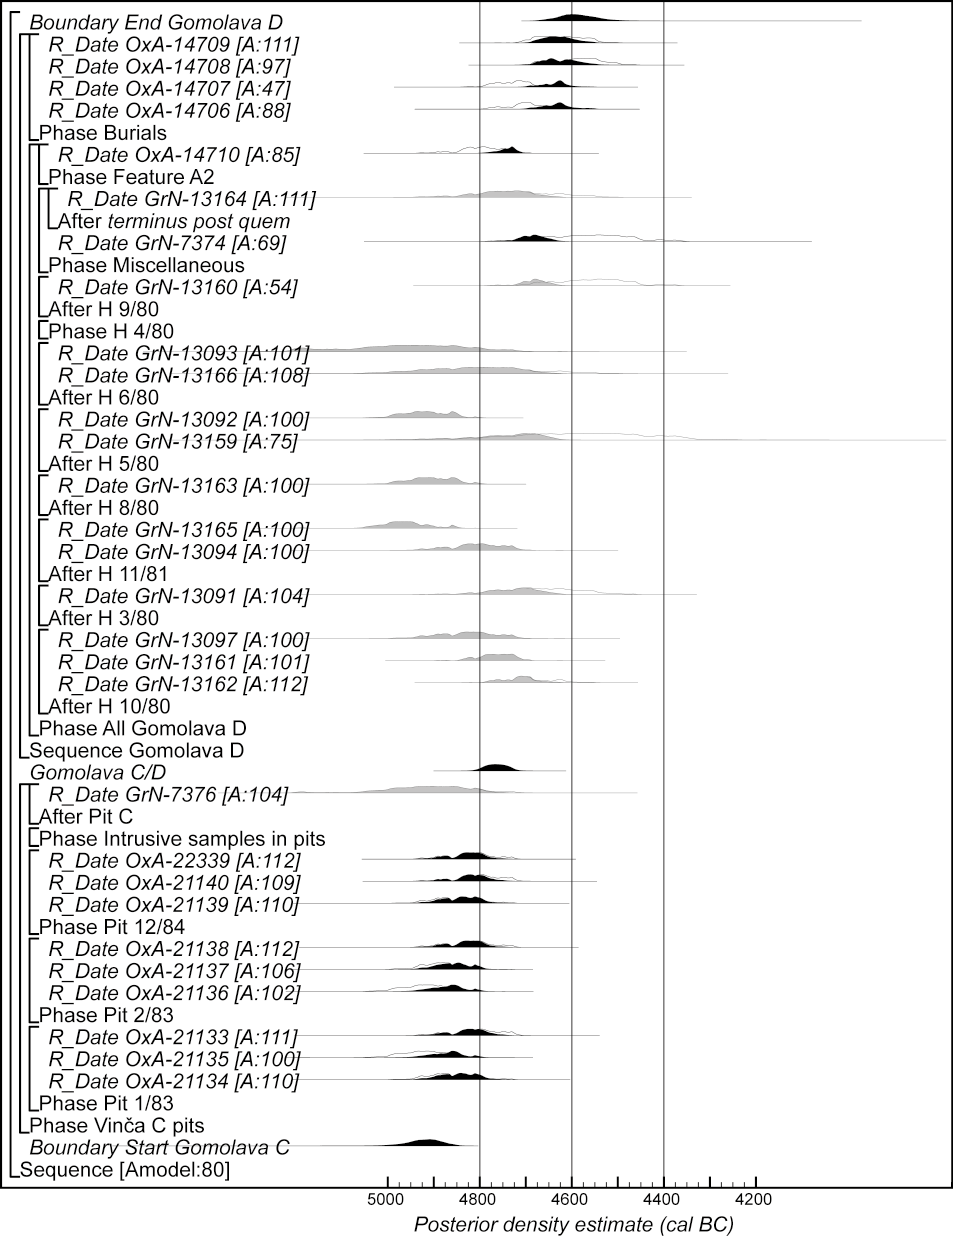 Boundary End Gomolava D
R_Date OxA-14709 [A:111]
R_Date OxA-14708 [A:97]
R_Date OxA-14707 [A:47]
R_Date OxA-14706 [A:88]
Phase Burials
R_Date OxA-14710 [A:85]
Phase Feature A2
R_Date GrN-13164 [A:111]
After terminus post quem
R_Date GrN-7374 [A:69]
Phase Miscellaneous
R_Date GrN-13160 [A:54]
After H 9/80
Phase H 4/80
R_Date GrN-13093 [A:101]
R_Date GrN-13166 [A:108]
After H 6/80
R_Date GrN-13092 [A:100]
R_Date GrN-13159 [A:75]
After H 5/80
R_Date GrN-13163 [A:100]
After H 8/80
R_Date GrN-13165 [A:100]
R_Date GrN-13094 [A:100]
After H 11/81
R_Date GrN-13091 [A:104]
After H 3/80
R_Date GrN-13097 [A:100]
R_Date GrN-13161 [A:101]
R_Date GrN-13162 [A:112]
After H 10/80
Phase All Gomolava D
Sequence Gomolava D
Gomolava C/D
R_Date GrN-7376 [A:104]
After Pit C
Phase Intrusive samples in pits
R_Date OxA-22339 [A:112]
R_Date OxA-21140 [A:109]
R_Date OxA-21139 [A:110]
Phase Pit 12/84
R_Date OxA-21138 [A:112]
R_Date OxA-21137 [A:106]
R_Date OxA-21136 [A:102]
Phase Pit 2/83
R_Date OxA-21133 [A:111]
R_Date OxA-21135 [A:100]
R_Date OxA-21134 [A:110]
Phase Pit 1/83
Phase Vinča C pits
Boundary Start Gomolava C
Sequence [Amodel:80]
5000 4800 4600 4400 4200
Posterior density estimate (cal BC)